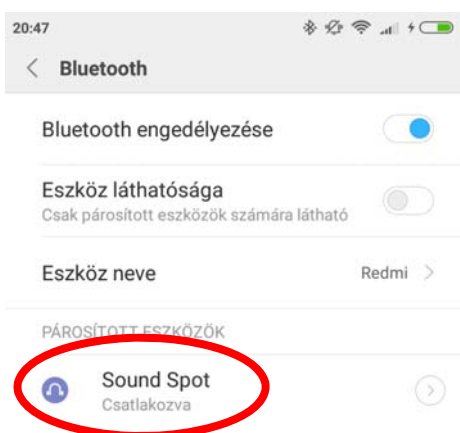 20:47
Bluetooth
Bluetooth engedélyezése
Eszköz láthatósága
Csak párosított eszközök számára látható
Eszköz neve Redmi
PÁROSÍTOTT ESZKÖZÖK
Sound Spot
Csatlakozva